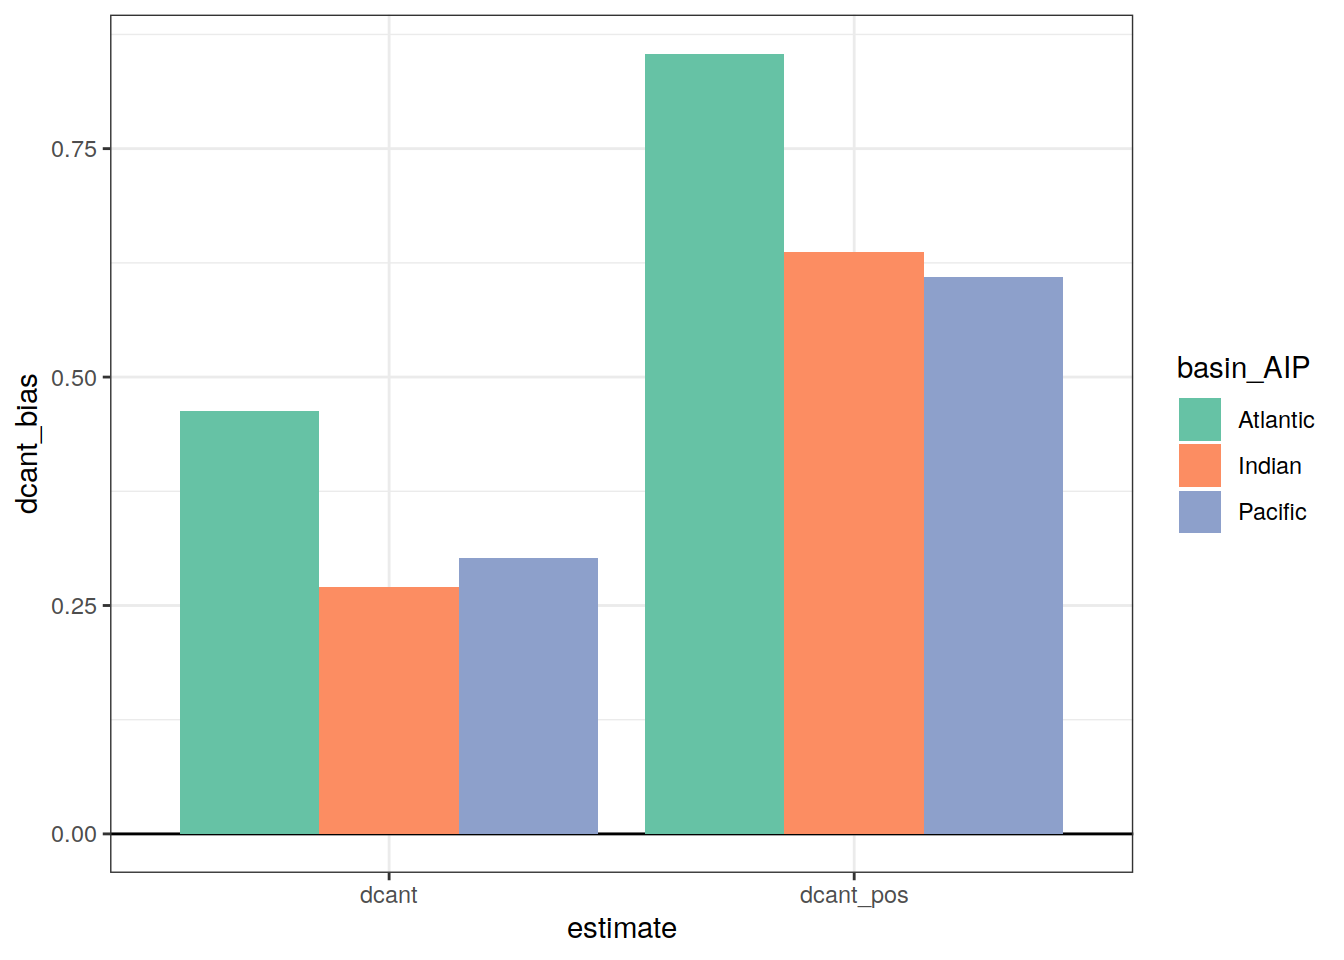 dcant_bias
0.75
0.50
0.25
0.00
dcant
dcant_pos
estimate
basin_AIP
Atlantic
Indian
Pacific